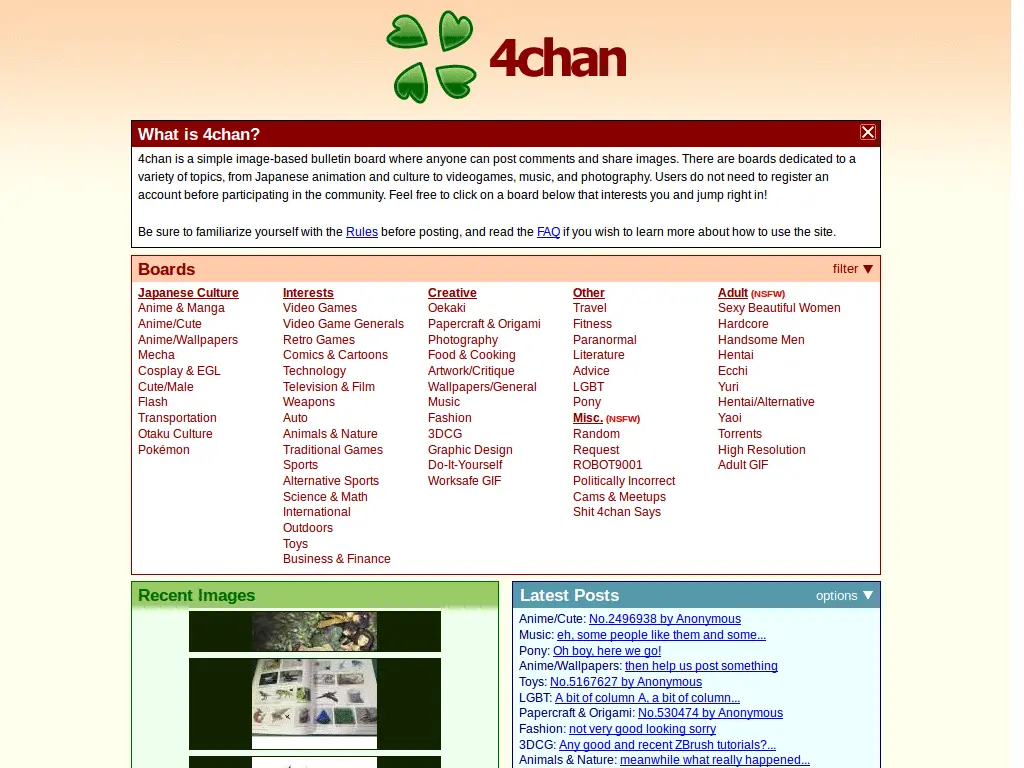 4chan
What is 4chan?
4chan is a simple image-based bulletin board where anyone can post comments and share images. There are boards dedicated to a
variety of topics, from Japanese animation and culture to videogames, music, and photography. Users do not need to register an
account before participating in the community. Feel free to click on a board below that interests you and jump right in!
Be sure to familiarize yourself with the Rules before posting, and read the FAQ if you wish to learn more about how to use the site.
Boards
filter ▼
Japanese Culture
Anime & Manga
Anime/Cute
Anime/Wallpapers
Mecha
Cosplay & EGL
Cute/Male
Flash
Transportation
Otaku Culture
Pokémon
Interests
Video Games
Video Game Generals
Retro Games
Comics & Cartoons
Technology
Television & Film
Weapons
Auto
Animals & Nature
Traditional Games
Sports
Alternative Sports
Science & Math
International
Outdoors
Toys
Business & Finance
Creative
Oekaki
Papercraft & Origami
Photography
Food & Cooking
Artwork/Critique
Wallpapers/General
Music
Fashion
3DCG
Graphic Design
Do-It-Yourself
Worksafe GIF
Other
Travel
Fitness
Paranormal
Literature
Advice
LGBT
Pony
Misc. (NSFW)
Random
Request
ROBOT9001
Politically Incorrect
Cams & Meetups
Shit 4chan Says
Adult (NSFW)
Sexy Beautiful Women
Hardcore
Handsome Men
Hentai
Ecchi
Yuri
Hentai/Alternative
Yaoi
Torrents
High Resolution
Adult GIF
Recent Images
Latest Posts
options ▼
Anime/Cute: No.2496938 by Anonymous
Music: eh, some people like them and some...
Pony: Oh boy, here we go!
Anime/Wallpapers: then help us post something
Toys: No.5167627 by Anonymous
LGBT: A bit of column A, a bit of column...
Papercraft & Origami: No.530474 by Anonymous
Fashion: not very good looking sorry
3DCG: Any good and recent ZBrush tutorials?...
Animals & Nature: meanwhile what really happened...